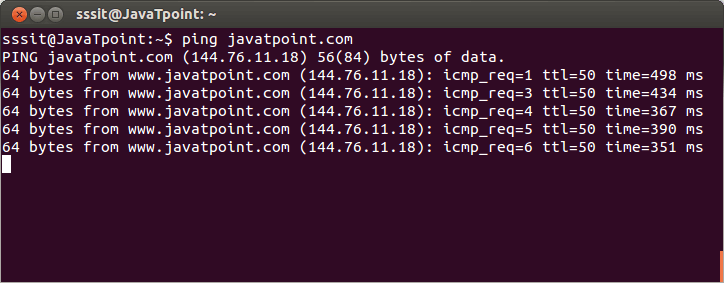 sssit@JavaTpoint: ~
sssit@JavaTpoint:~$ ping javatpoint.com
PING javatpoint.com (144.76.11.18) 56(84) bytes of data.
64 bytes from www.javatpoint.com (144.76.11.18): icmp_req=1 ttl=50 time=498 ms
64 bytes from www.javatpoint.com (144.76.11.18): icmp_req=3 ttl=50 time=434 ms
64 bytes from www.javatpoint.com (144.76.11.18): icmp_req=4 ttl=50 time=367 ms
64 bytes from www.javatpoint.com (144.76.11.18): icmp_req=5 ttl=50 time=390 ms
64 bytes from www.javatpoint.com (144.76.11.18): icmp_req=6 ttl=50 time=351 ms